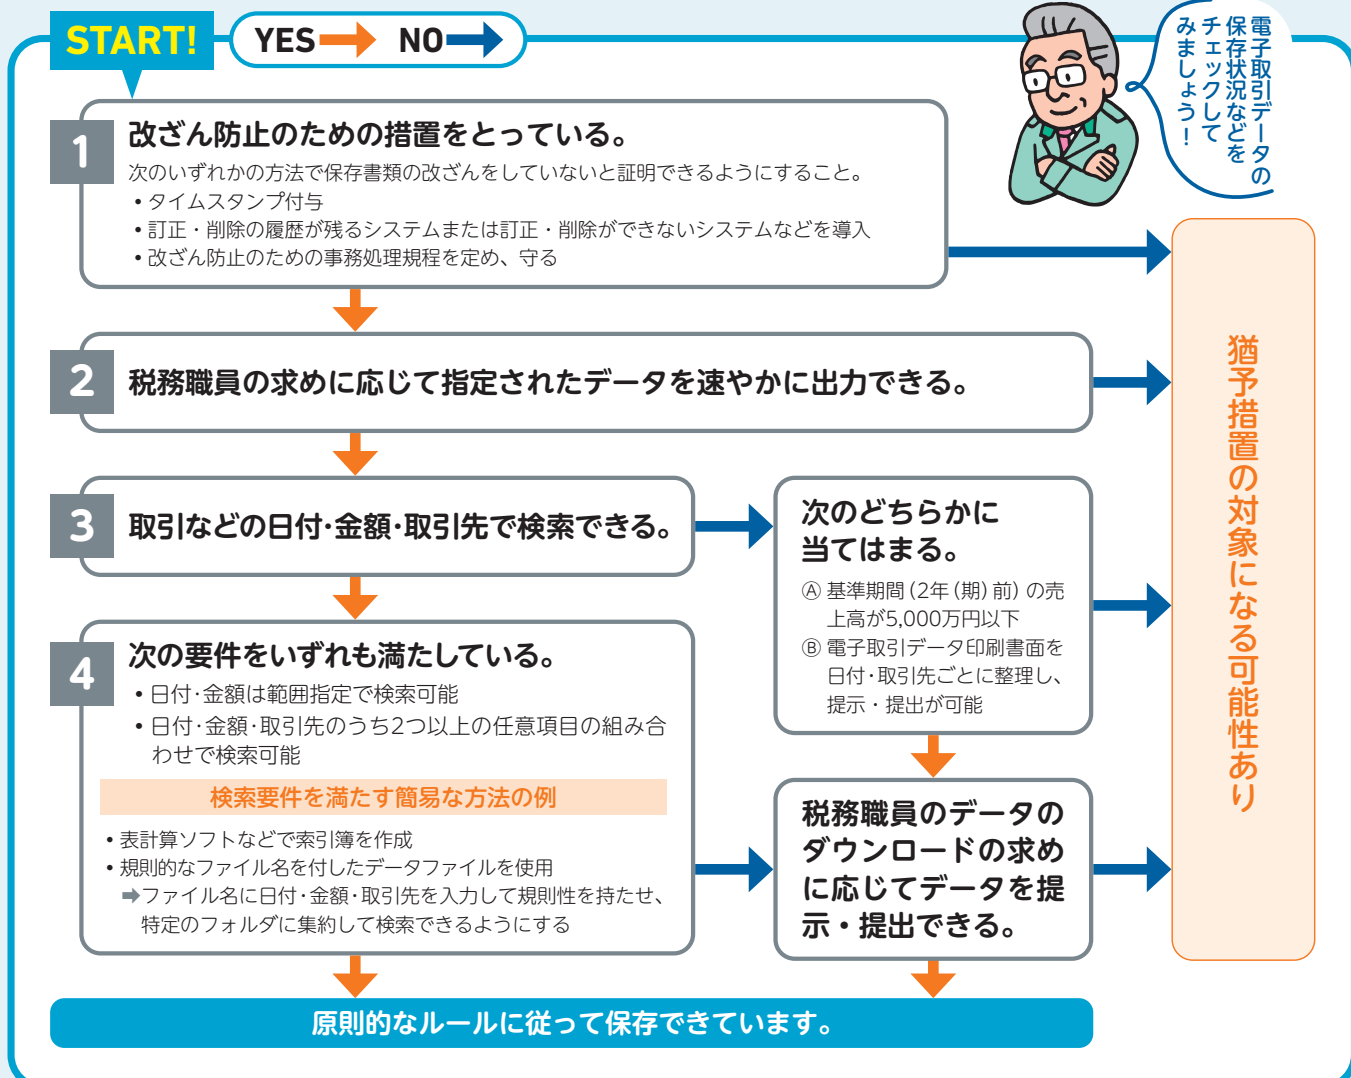 START!
YES NO
電子取引データの
保存状況などを
チェックして
みましょう！
1
改ざん防止のための措置をとっている。
次のいずれかの方法で保存書類の改ざんをしていないと証明できるようにすること。
•タイムスタンプ付与
•訂正・削除の履歴が残るシステムまたは訂正・削除ができないシステムなどを導入
•改ざん防止のための事務処理規程を定め、守る
2
税務職員の求めに応じて指定されたデータを速やかに出力できる。
3
取引などの日付･金額･取引先で検索できる。
次のどちらかに
当てはまる。
Ⓐ 基準期間(2年(期)前)の売
上高が5,000万円以下
Ⓑ 電子取引データ印刷書面を
日付･取引先ごとに整理し、
提示・提出が可能
4
次の要件をいずれも満たしている。
•日付･金額は範囲指定で検索可能
•日付･金額･取引先のうち2つ以上の任意項目の組み合
わせで検索可能
検索要件を満たす簡易な方法の例
•表計算ソフトなどで索引簿を作成
•規則的なファイル名を付したデータファイルを使用
➡ファイル名に日付･金額･取引先を入力して規則性を持たせ、
特定のフォルダに集約して検索できるようにする
税務職員のデータの
ダウンロードの求め
に応じてデータを提
示・提出できる。
猶予措置の対象になる可能性あり
原則的なルールに従って保存できています。